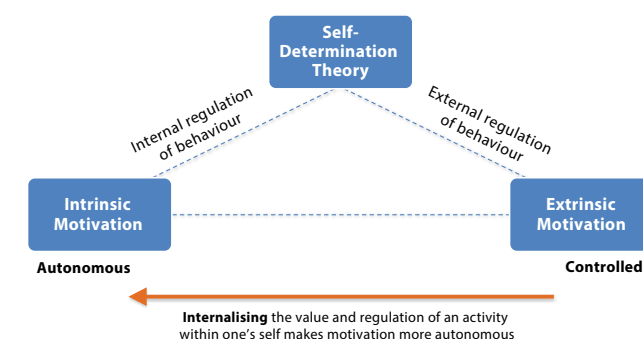 Self-
Determination
Theory
Internal regulation
of behaviour
External regulation
of behaviour
Intrinsic
Motivation
Extrinsic
Motivation
Autonomous
Controlled
Internalising the value and regulation of an activity
within one's self makes motivation more autonomous